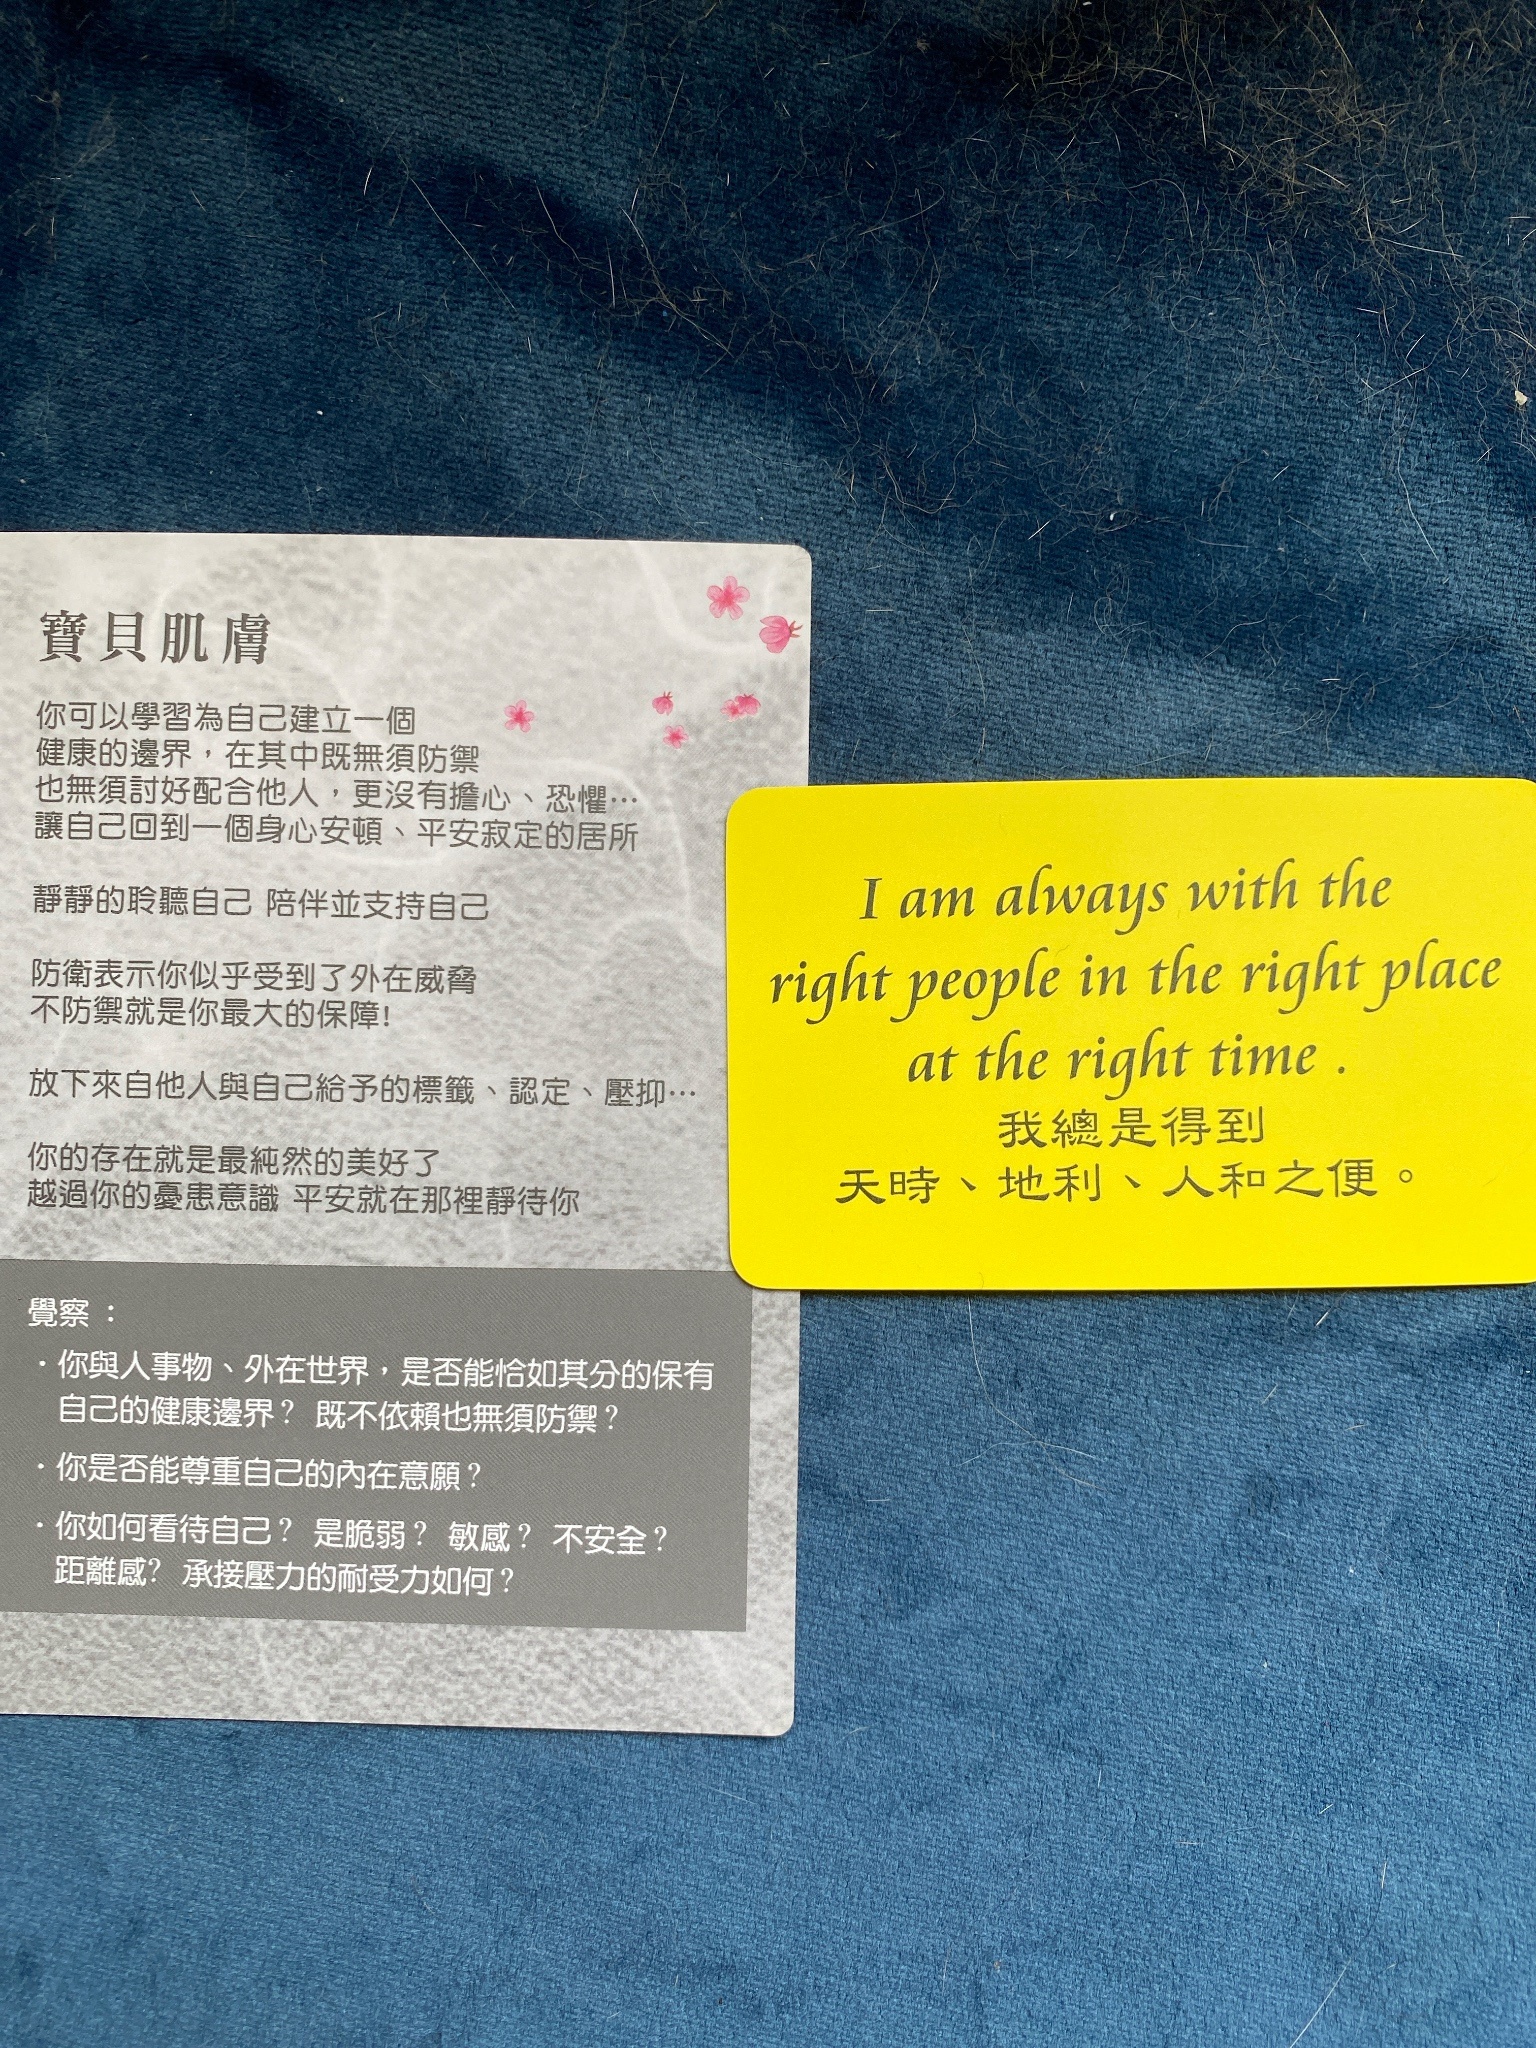 寶貝肌膚
你可以學習為自己建立一個
健康的邊界，在其中既無須防禦
也無須討好配合他人，更沒有擔心、恐懼⋯
讓自己回到一個身心安頓、平安寂定的居所
靜靜的聆聽自己 陪伴並支持自己
防衛表示你似乎受到了外在威脅
不防禦就是你最大的保障!
放下來自他人與自己給予的標籤、認定、壓抑⋯
你的存在就是最純然的美好了
越過你的憂患意識 平安就在那裡靜待你
覺察：
・你與人事物、外在世界，是否能恰如其分的保有
自己的健康邊界？ 既不依賴也無須防禦？
・你是否能尊重自己的內在意願？
・你如何看待自己？ 是脆弱？ 敏感？ 不安全？
距離感？ 承接壓力的耐受力如何？
I am always with the
right people in the right place
at the right time .
我總是得到
天時、地利、人和之便。